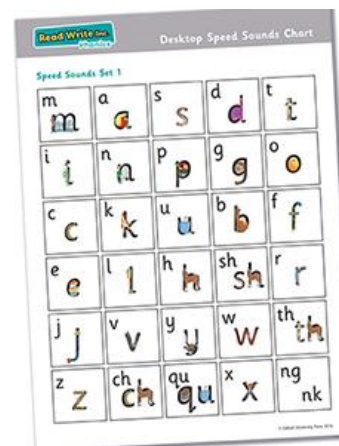 Read Write Inc.
Phonics
Desktop Speed Sounds Chart
Speed Sounds Set 1
m a s d t
m a s d t
i n p g o
i n p g o
c k u b f
c k u b f
e l h sh r
e l h sh r
j v y w th
j v y w th
z ch qu x ng
z ch qu x nk